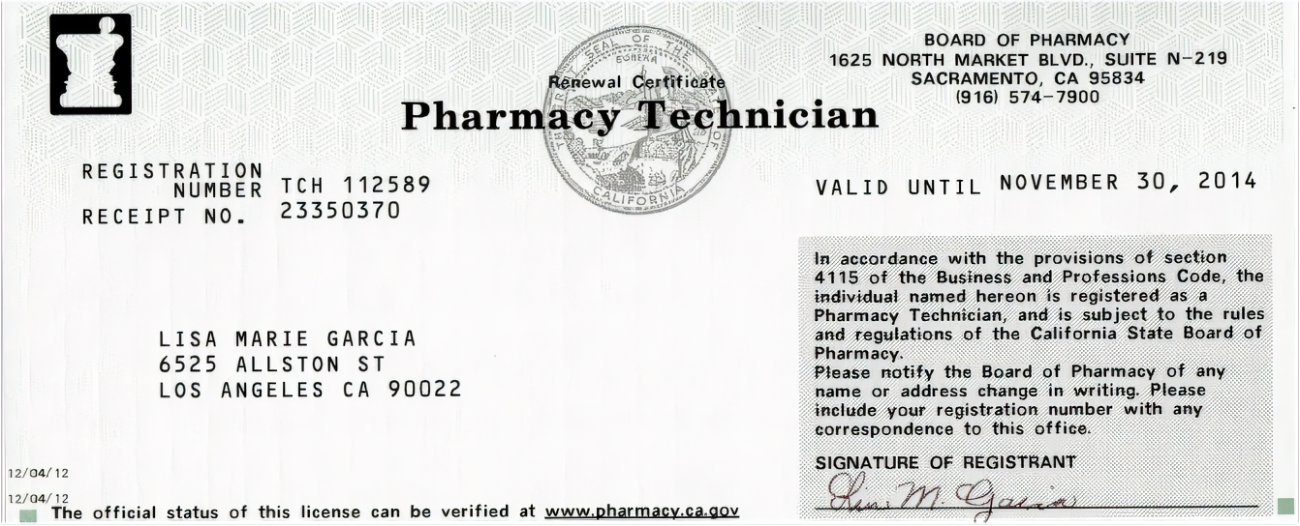 BOARD OF PHARMACY
1625 NORTH MARKET BLVD., SUITE N-219
SACRAMENTO, CA 95834
(916) 574-7900
THE GREAT SEAL OF THE STATE OF CALIFORNIA
EUREKA
Renewal Certificate
Pharmacy Technician
REGISTRATION
NUMBER TCH 112589
RECEIPT NO. 23350370
VALID UNTIL NOVEMBER 30, 2014
LISA MARIE GARCIA
6525 ALLSTON ST
LOS ANGELES CA 90022
In accordance with the provisions of section
4115 of the Business and Professions Code, the
individual named hereon is registered as a
Pharmacy Technician, and is subject to the rules
and regulations of the California State Board of
Pharmacy.
Please notify the Board of Pharmacy of any
name or address change in writing. Please
include your registration number with any
correspondence to this office.
SIGNATURE OF REGISTRANT
Lisa M. Garcia
12/04/12
12/04/12
The official status of this license can be verified at www.pharmacy.ca.gov